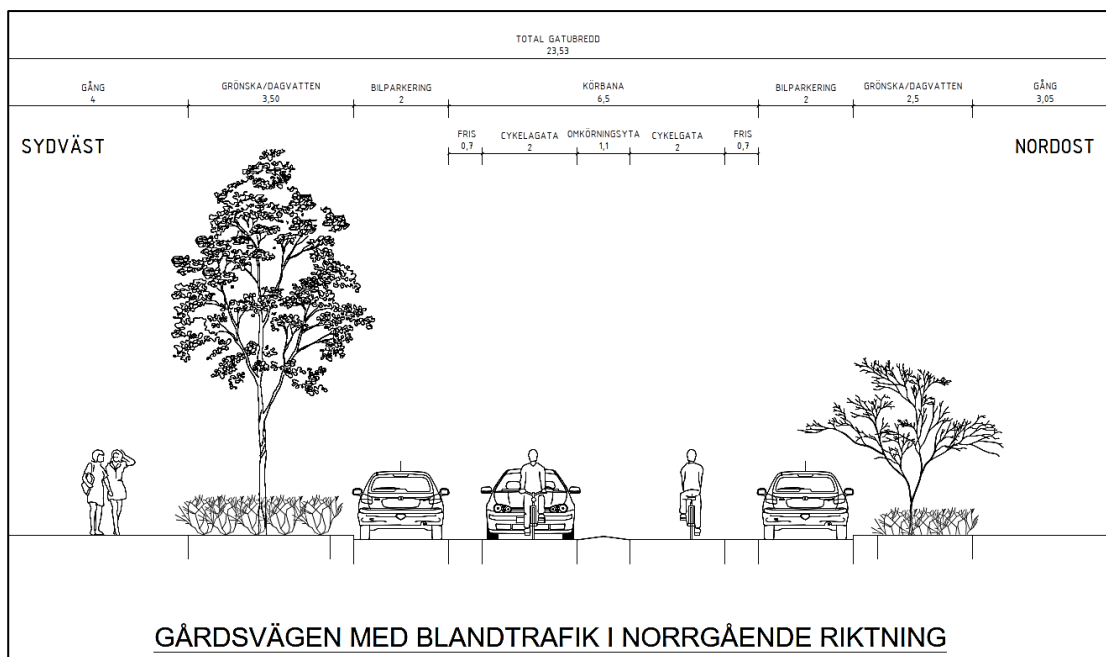 TOTAL GATUBREDD
23,53
GÅNG
4
GRÖNSKA/DAGVATTEN
3,50
BILPARKERING
2
KÖRBANA
6,5
BILPARKERING
2
GRÖNSKA/DAGVATTEN
2,5
GÅNG
3,05
SYDVÄST
FRIS
0,7
CYKELAGATA
2
OMKÖRNINGSYTA
1,1
CYKELGATA
2
FRIS
0,7
NORDOST
GÅRDSVÄGEN MED BLANDTRAFIK I NORRGÅENDE RIKTNING